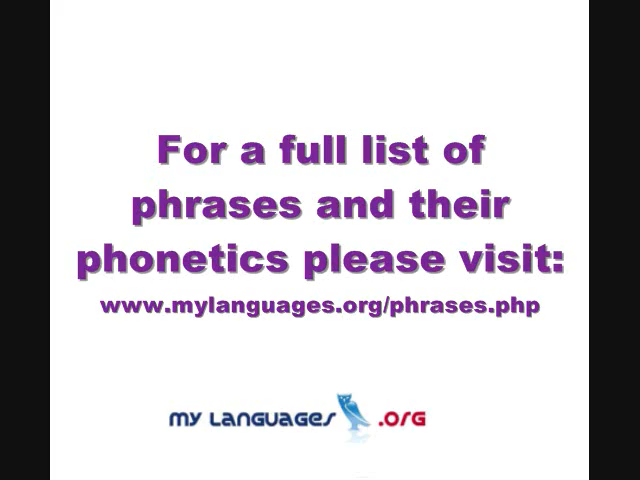 For a full list of
phrases and their
phonetics please visit:
www.mylanguages.org/phrases.php
MY LANGUAGES .ORG